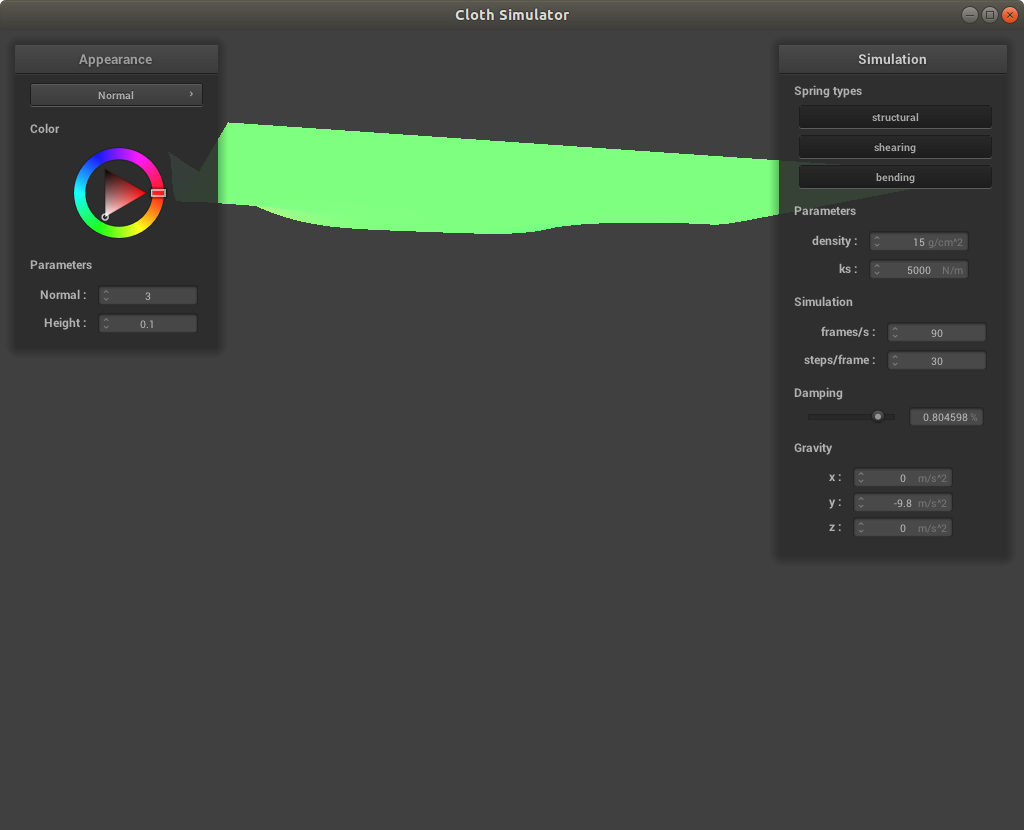 Cloth Simulator
Appearance
Normal
Color
Parameters
Normal : 3
Height : 0.1
Simulation
Spring types
structural
shearing
bending
Parameters
density : 15 g/cm^2
ks : 5000 N/m
Simulation
frames/s : 90
steps/frame : 30
Damping
0.804598 %
Gravity
x : 0 m/s^2
y : -9.8 m/s^2
z : 0 m/s^2